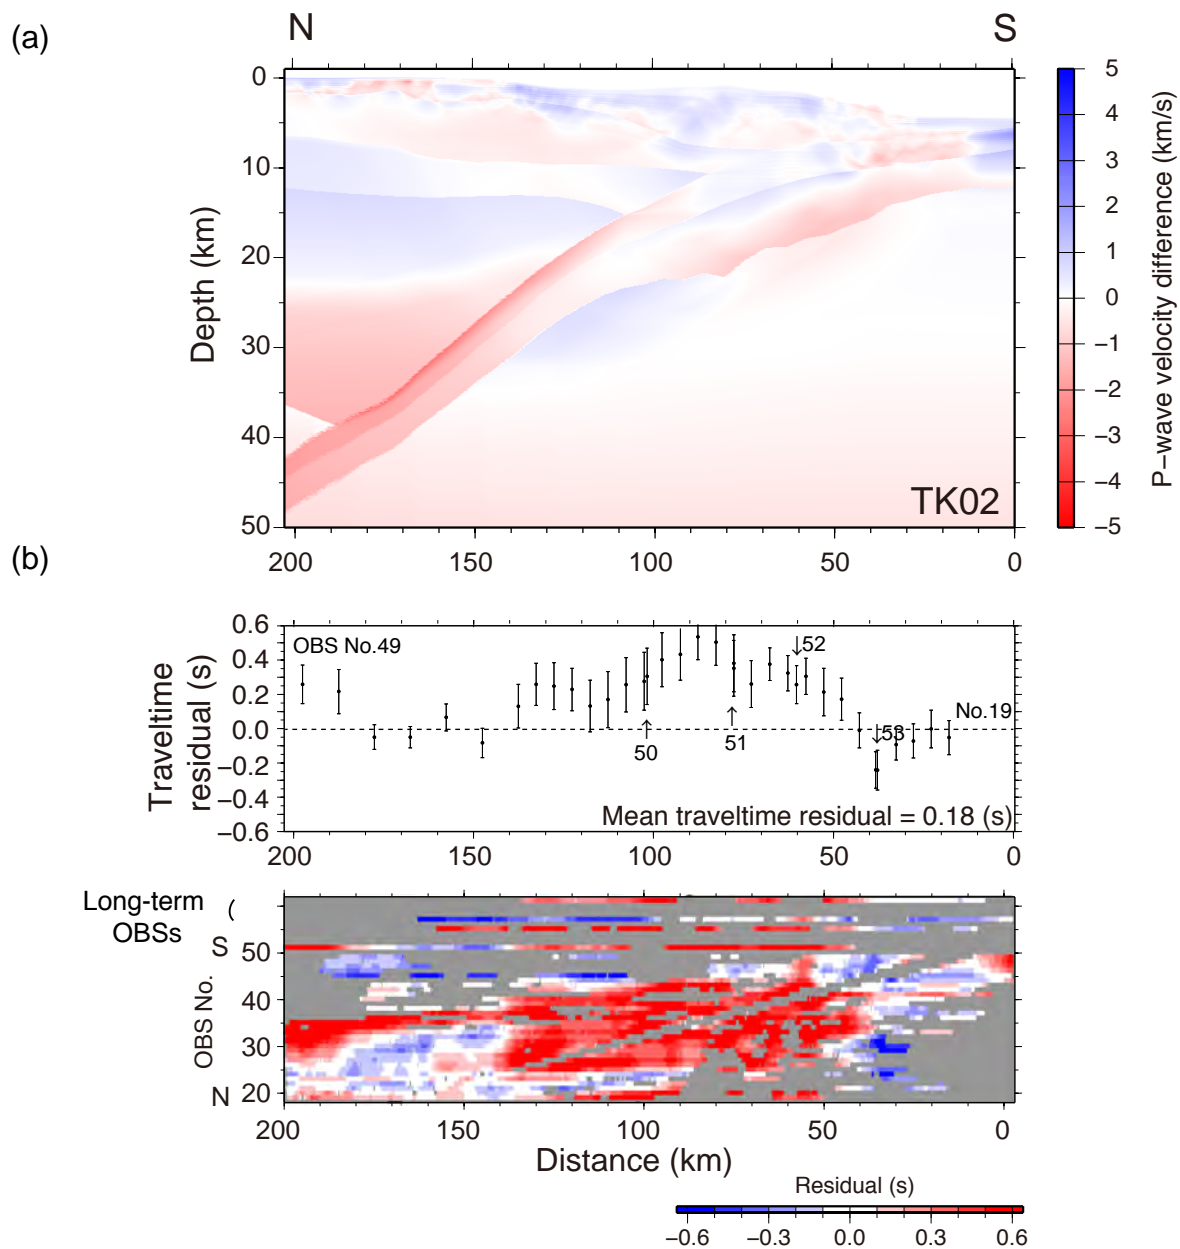 (a)
N
S
0
10
20
30
40
50
Depth (km)
TK02
200
150
100
50
0
5
4
3
2
1
0
−1
−2
−3
−4
−5
P−wave velocity difference (km/s)
(b)
0.6
0.4
0.2
0.0
−0.2
−0.4
−0.6
Traveltime
residual (s)
OBS No.49
50
51
52
53
No.19
Mean traveltime residual = 0.18 (s)
200
150
100
50
0
Long-term (
OBSs
S
50
40
30
20
N
OBS No.
200
150
100
50
0
Distance (km)
Residual (s)
−0.6
−0.3
0.0
0.3
0.6